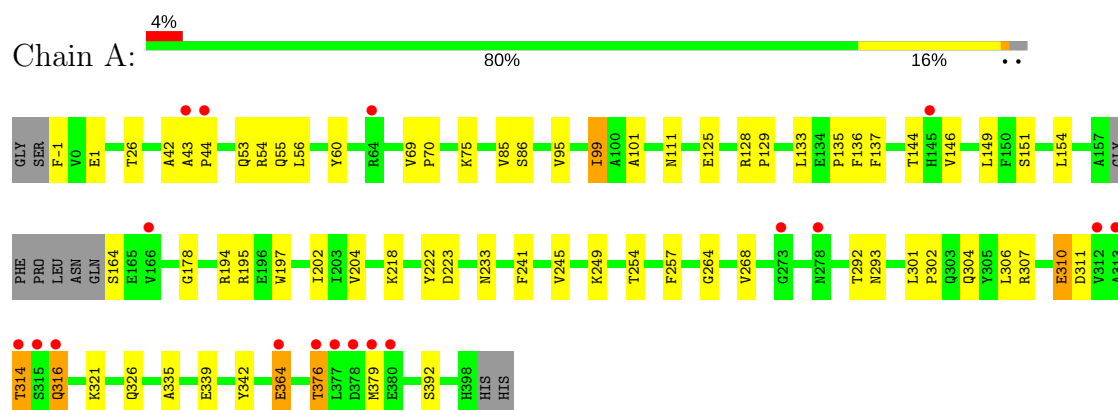 4%
Chain A:
80%
16%
GLY SER F-1 V0 E1 T26 A42 A43 P44 Q53 R54 Q55 L56 Y60 R64 V69 P70 K75 V85 S86 V95 I99 A100 A101 N111 E125 R128 P129 L133 E134 P135 F136 F137 T144 H145 V146 L149 F150 S151 L154 A157 GLY
PHE PRO LEU ASN GLN S164 E165 V166 G178 R194 R195 E196 W197 I202 I203 V204 K218 Y222 D223 N233 F241 V245 K249 T254 F257 G264 V268 G273 N278 T292 N293 L301 P302 Q303 Q304 Y305 L306 R307 E310 D311 V312 A313
T314 S315 Q316 K321 Q326 A335 E339 Y342 E364 T376 L377 D378 M379 E380 S392 H398 HIS HIS